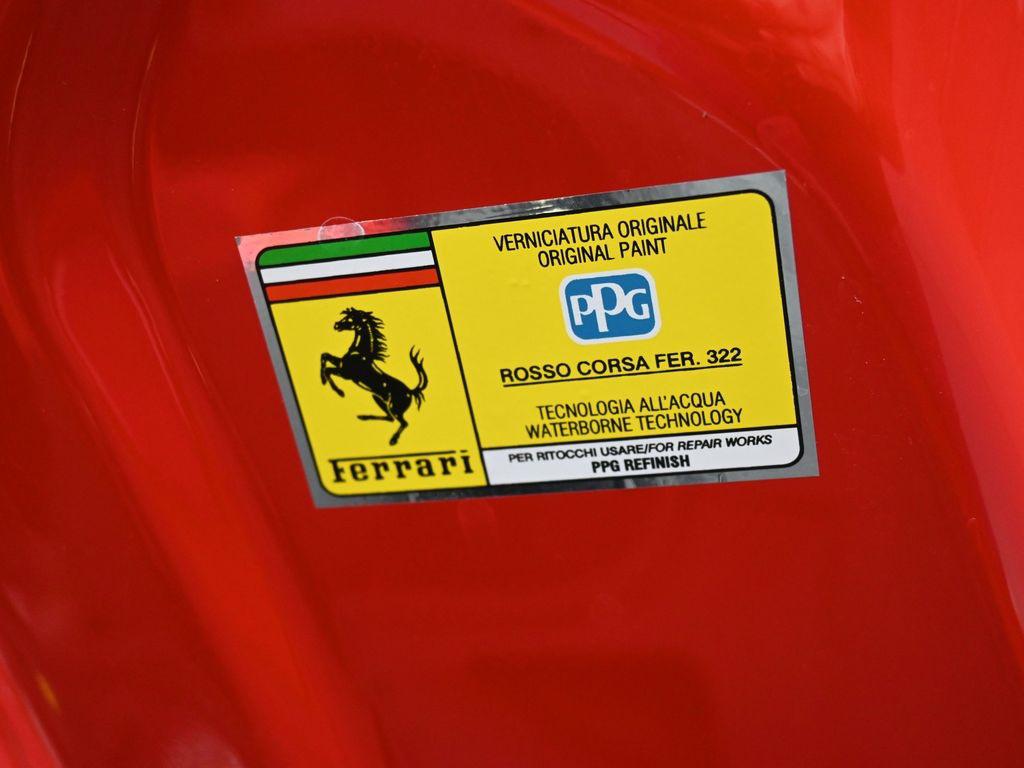 VERNICIATURA ORIGINALE
ORIGINAL PAINT
PPG
ROSSO CORSA FER. 322
TECNOLOGIA ALL'ACQUA
WATERBORNE TECHNOLOGY
PER RITOCCHI USARE/FOR REPAIR WORKS
PPG REFINISH
Ferrari